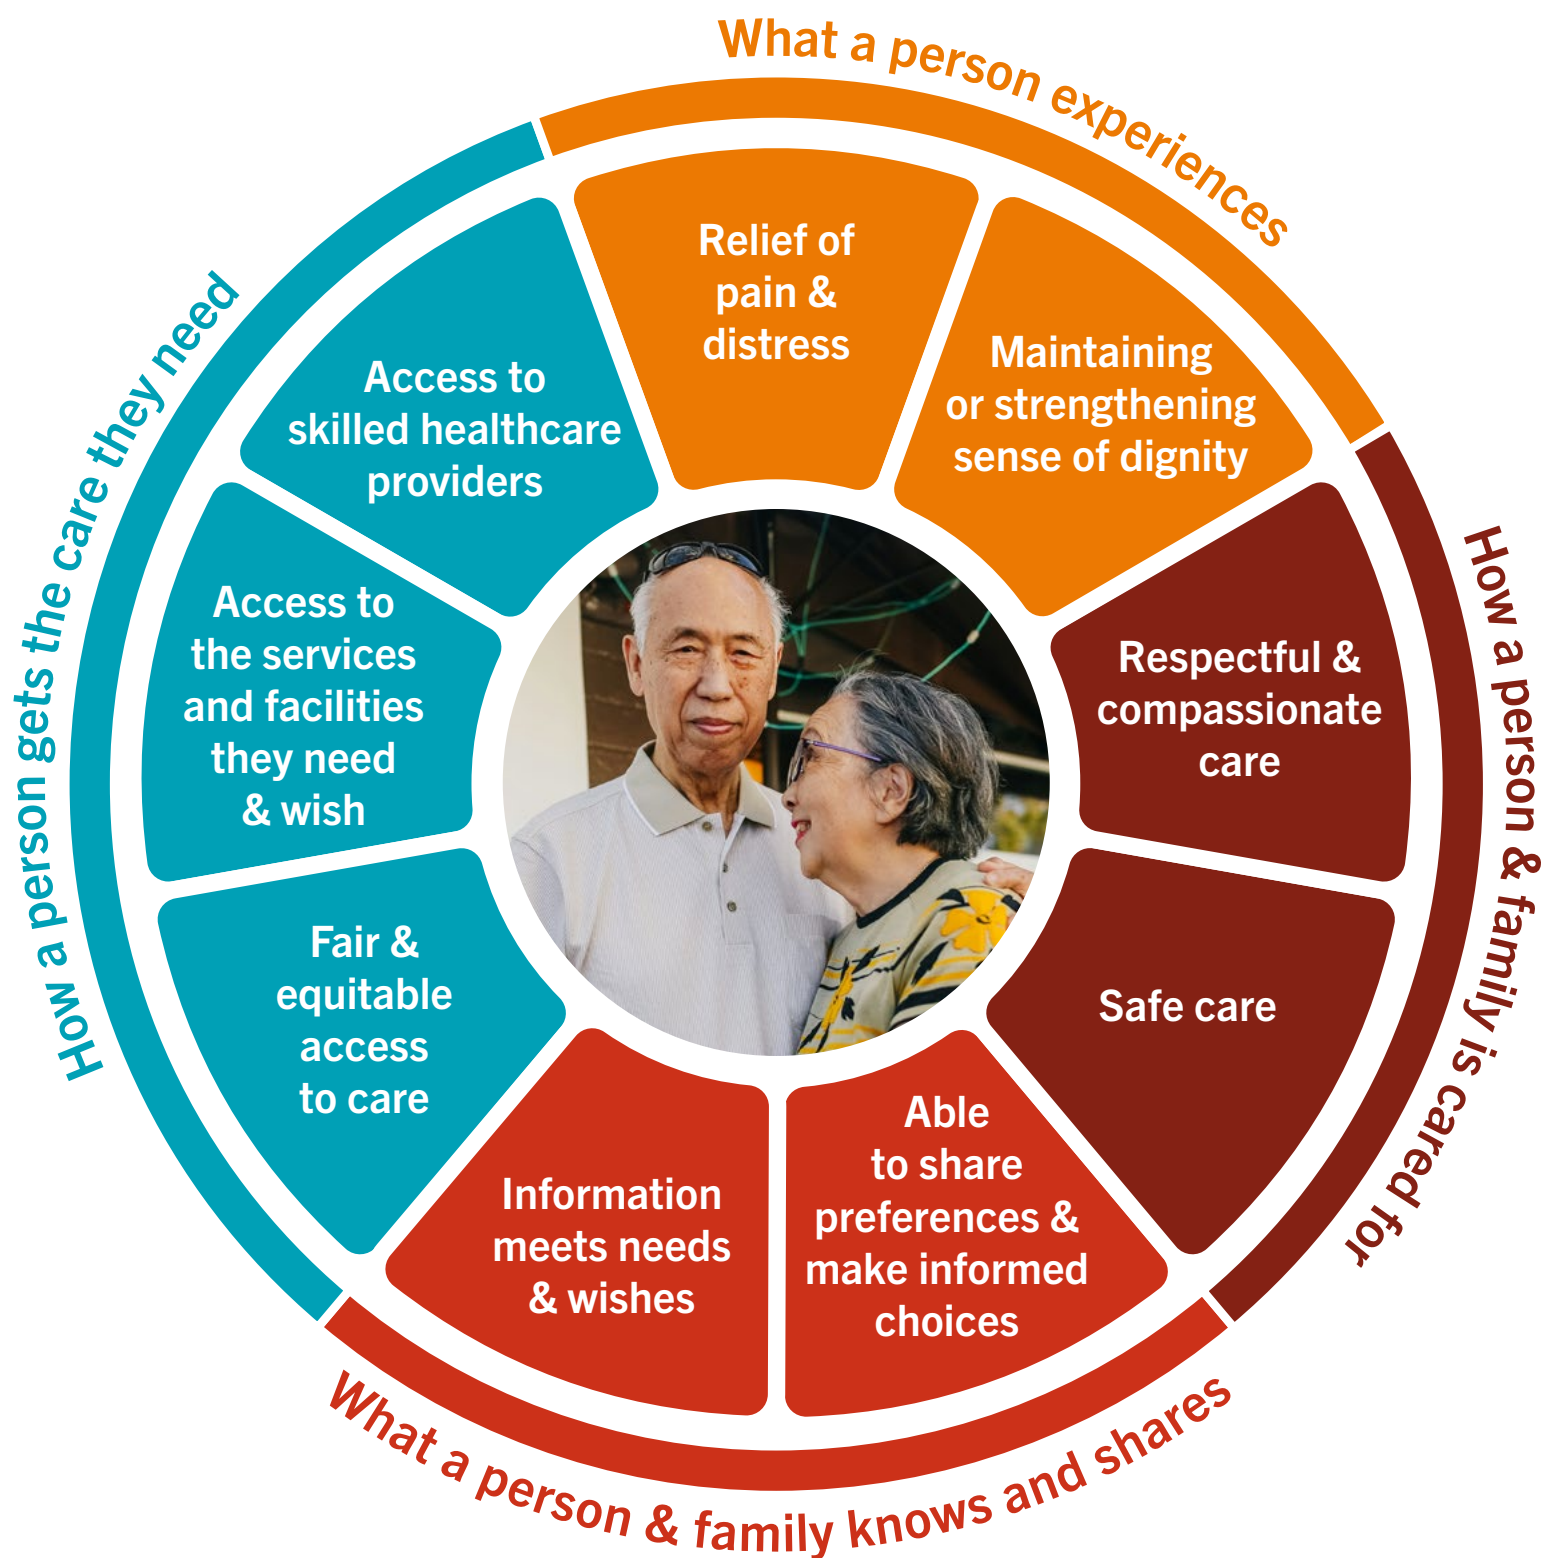 What a person experiences
Relief of
pain &
distress
Maintaining
or strengthening
sense of dignity
How a person & family is cared for
Respectful &
compassionate
care
Safe care
What a person & family knows and shares
Able
to share
preferences &
make informed
choices
Information
meets needs
& wishes
How a person gets the care they need
Fair &
equitable
access
to care
Access to
the services
and facilities
they need
& wish
Access to
skilled healthcare
providers